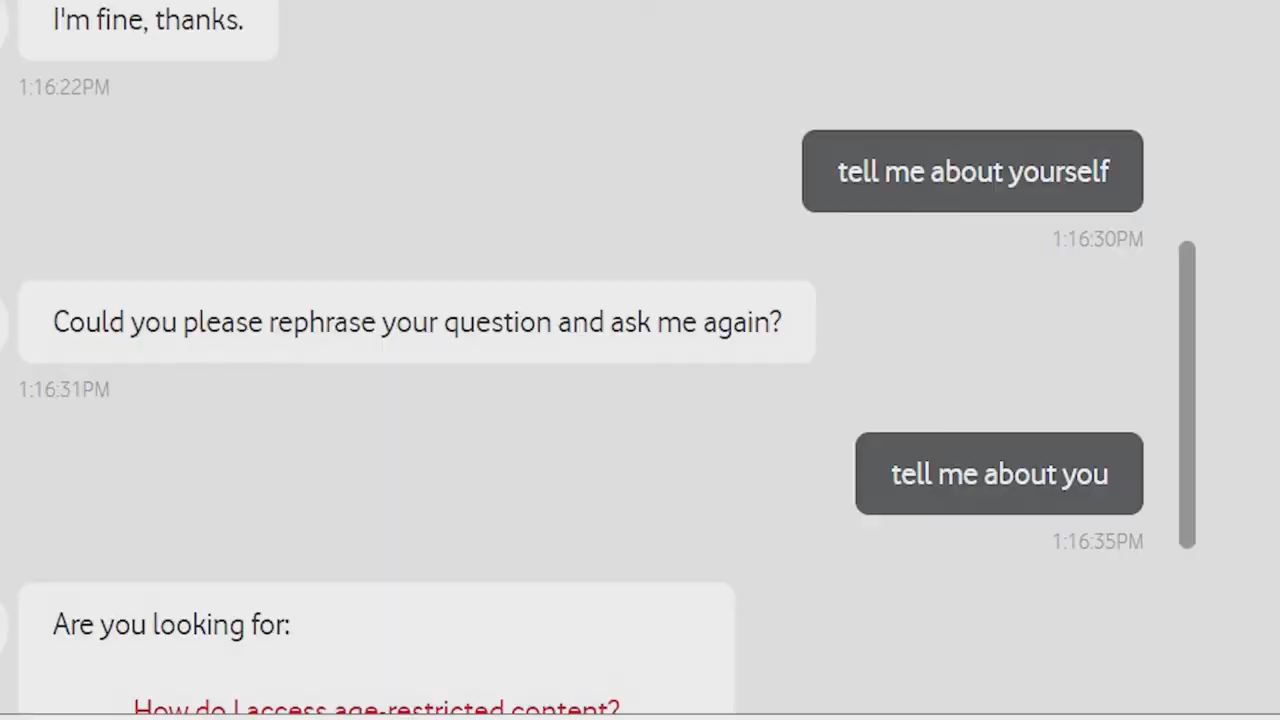 I'm fine, thanks.
1:16:22PM
tell me about yourself
1:16:30PM
Could you please rephrase your question and ask me again?
1:16:31PM
tell me about you
1:16:35PM
Are you looking for:
How do I access age-restricted content?